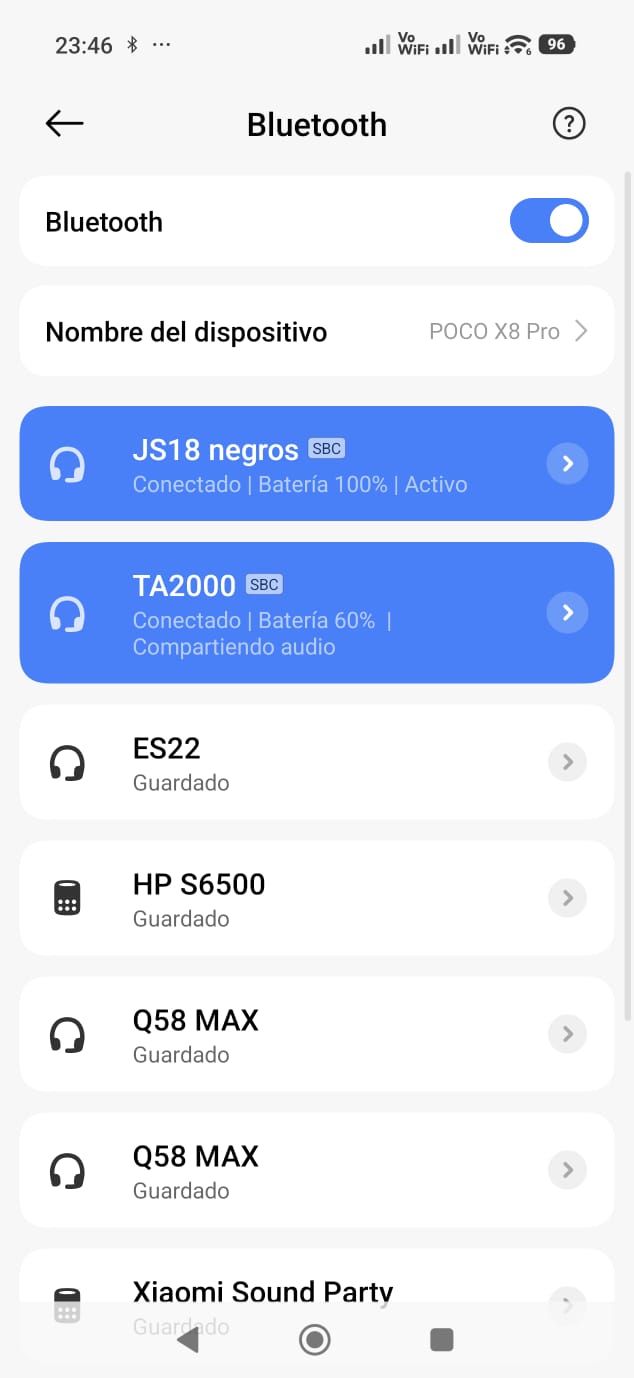 23:46
Vo WiFi Vo WiFi 6 96
Bluetooth
?
Bluetooth
Nombre del dispositivo POCO X8 Pro
JS18 negros SBC
Conectado | Batería 100% | Activo
TA2000 SBC
Conectado | Batería 60% |
Compartiendo audio
ES22
Guardado
HP S6500
Guardado
Q58 MAX
Guardado
Q58 MAX
Guardado
Xiaomi Sound Party
Guardado